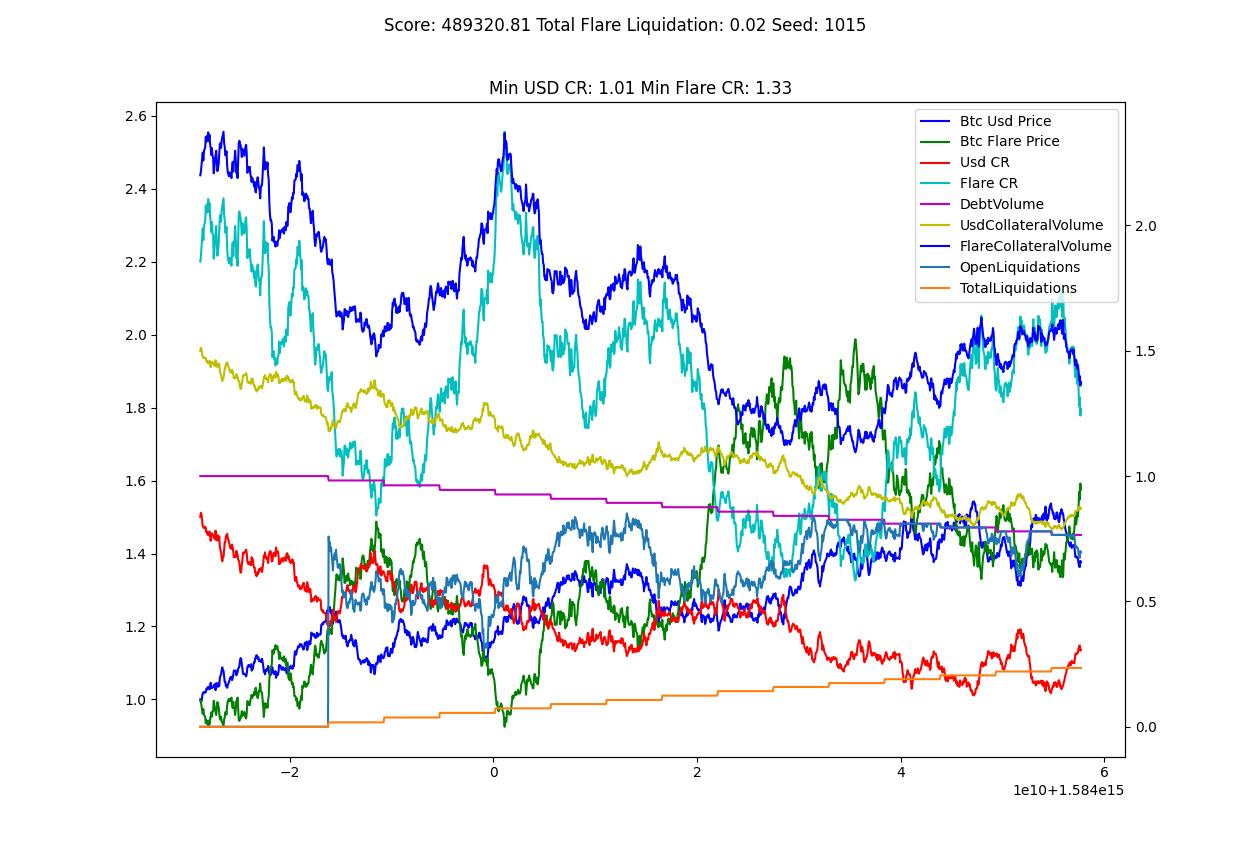 Score: 489320.81 Total Flare Liquidation: 0.02 Seed: 1015
Min USD CR: 1.01 Min Flare CR: 1.33
2.6
2.4
2.2
2.0
1.8
1.6
1.4
1.2
1.0
Btc Usd Price
Btc Flare Price
Usd CR
Flare CR
DebtVolume
UsdCollateralVolume
FlareCollateralVolume
OpenLiquidations
TotalLiquidations
2.0
1.5
1.0
0.5
0.0
−2 0 2 4 6
1e10+1.584e15